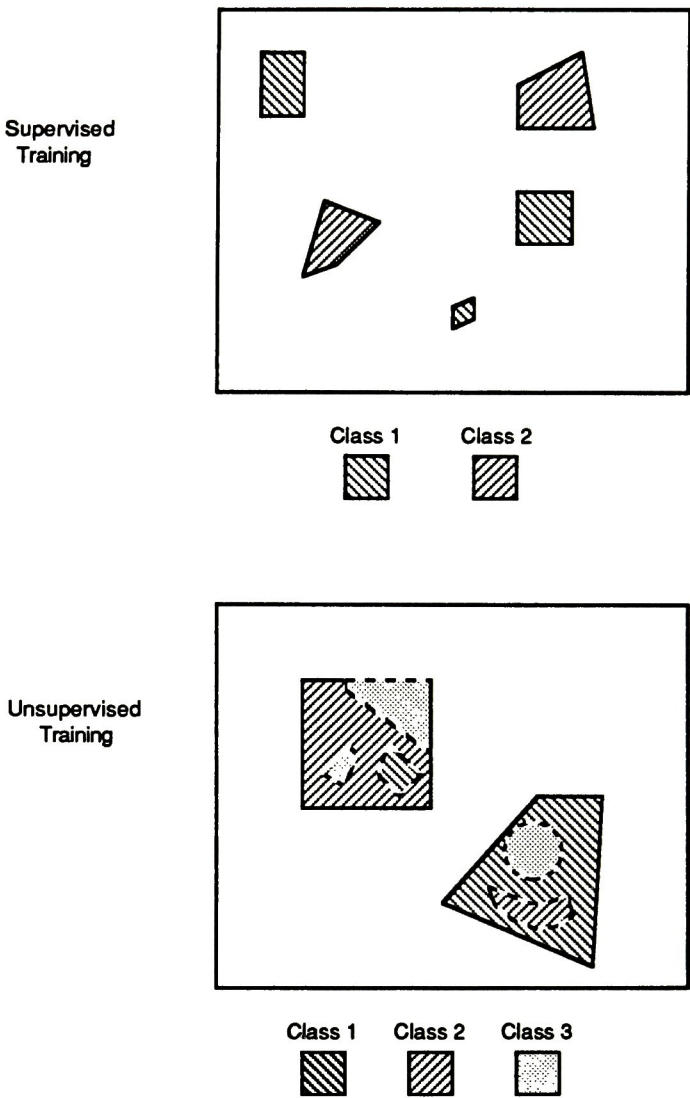 Supervised
Training
Class 1 Class 2
Unsupervised
Training
Class 1 Class 2 Class 3